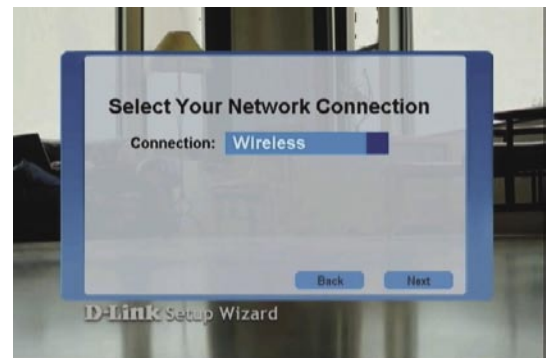 Select Your Network Connection
Connection: Wireless
Back Next
D-Link Setup Wizard